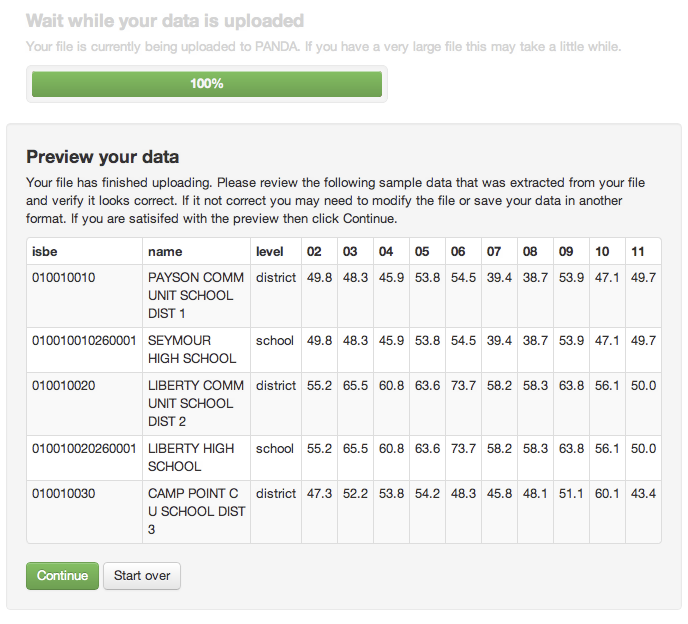 Wait while your data is uploaded
Your file is currently being uploaded to PANDA. If you have a very large file this may take a little while.
100%
Preview your data
Your file has finished uploading. Please review the following sample data that was extracted from your file
and verify it looks correct. If it not correct you may need to modify the file or save your data in another
format. If you are satisifed with the preview then click Continue.
isbe name level 02 03 04 05 06 07 08 09 10 11
010010010 PAYSON COMM district 49.8 48.3 45.9 53.8 54.5 39.4 38.7 53.9 47.1 49.7
UNIT SCHOOL
DIST 1
010010010260001 SEYMOUR school 49.8 48.3 45.9 53.8 54.5 39.4 38.7 53.9 47.1 49.7
HIGH SCHOOL
010010020 LIBERTY COMM district 55.2 65.5 60.8 63.6 73.7 58.2 58.3 63.8 56.1 50.0
UNIT SCHOOL
DIST 2
010010020260001 LIBERTY HIGH school 55.2 65.5 60.8 63.6 73.7 58.2 58.3 63.8 56.1 50.0
SCHOOL
010010030 CAMP POINT C district 47.3 52.2 53.8 54.2 48.3 45.8 48.1 51.1 60.1 43.4
U SCHOOL DIST
3
Continue Start over